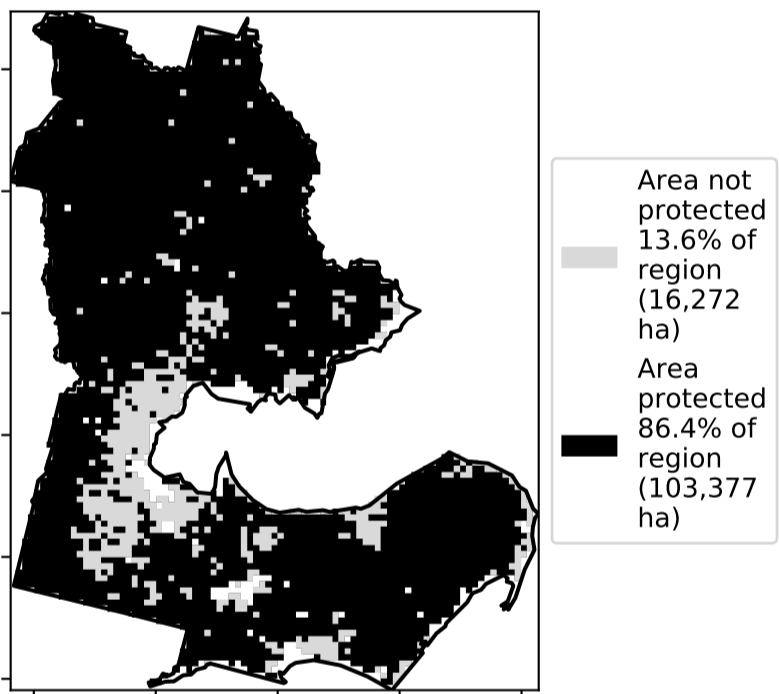 Area not
protected
13.6% of
region
(16,272
ha)
Area
protected
86.4% of
region
(103,377
ha)